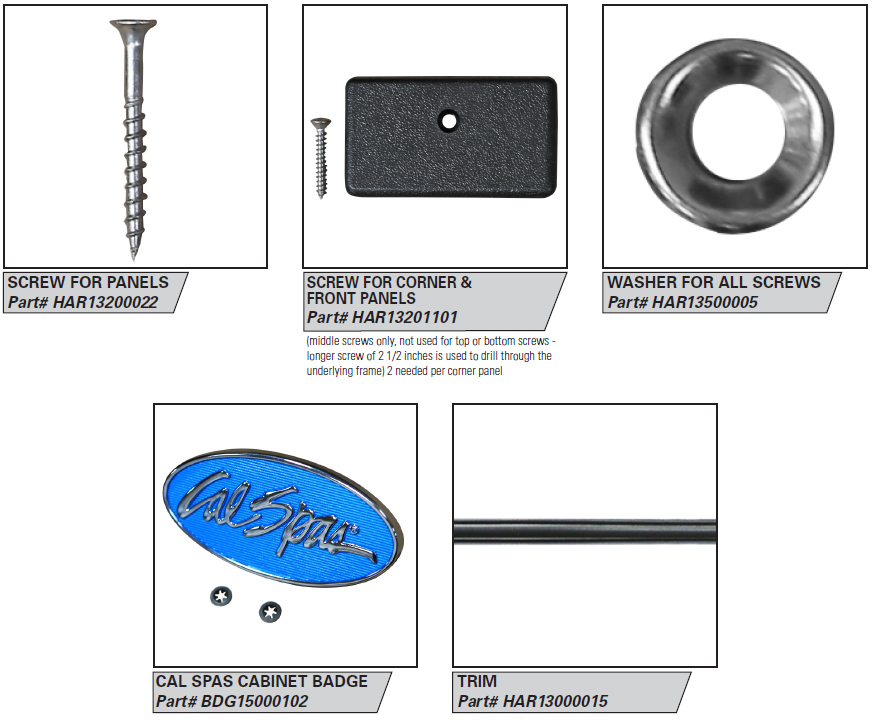 SCREW FOR PANELS
Part# HAR13200022
SCREW FOR CORNER &
FRONT PANELS
Part# HAR13201101
(middle screws only, not used for top or bottom screws -
longer screw of 2 1/2 inches is used to drill through the
underlying frame) 2 needed per corner panel
WASHER FOR ALL SCREWS
Part# HAR13500005
Cal Spas®
CAL SPAS CABINET BADGE
Part# BDG15000102
TRIM
Part# HAR13000015